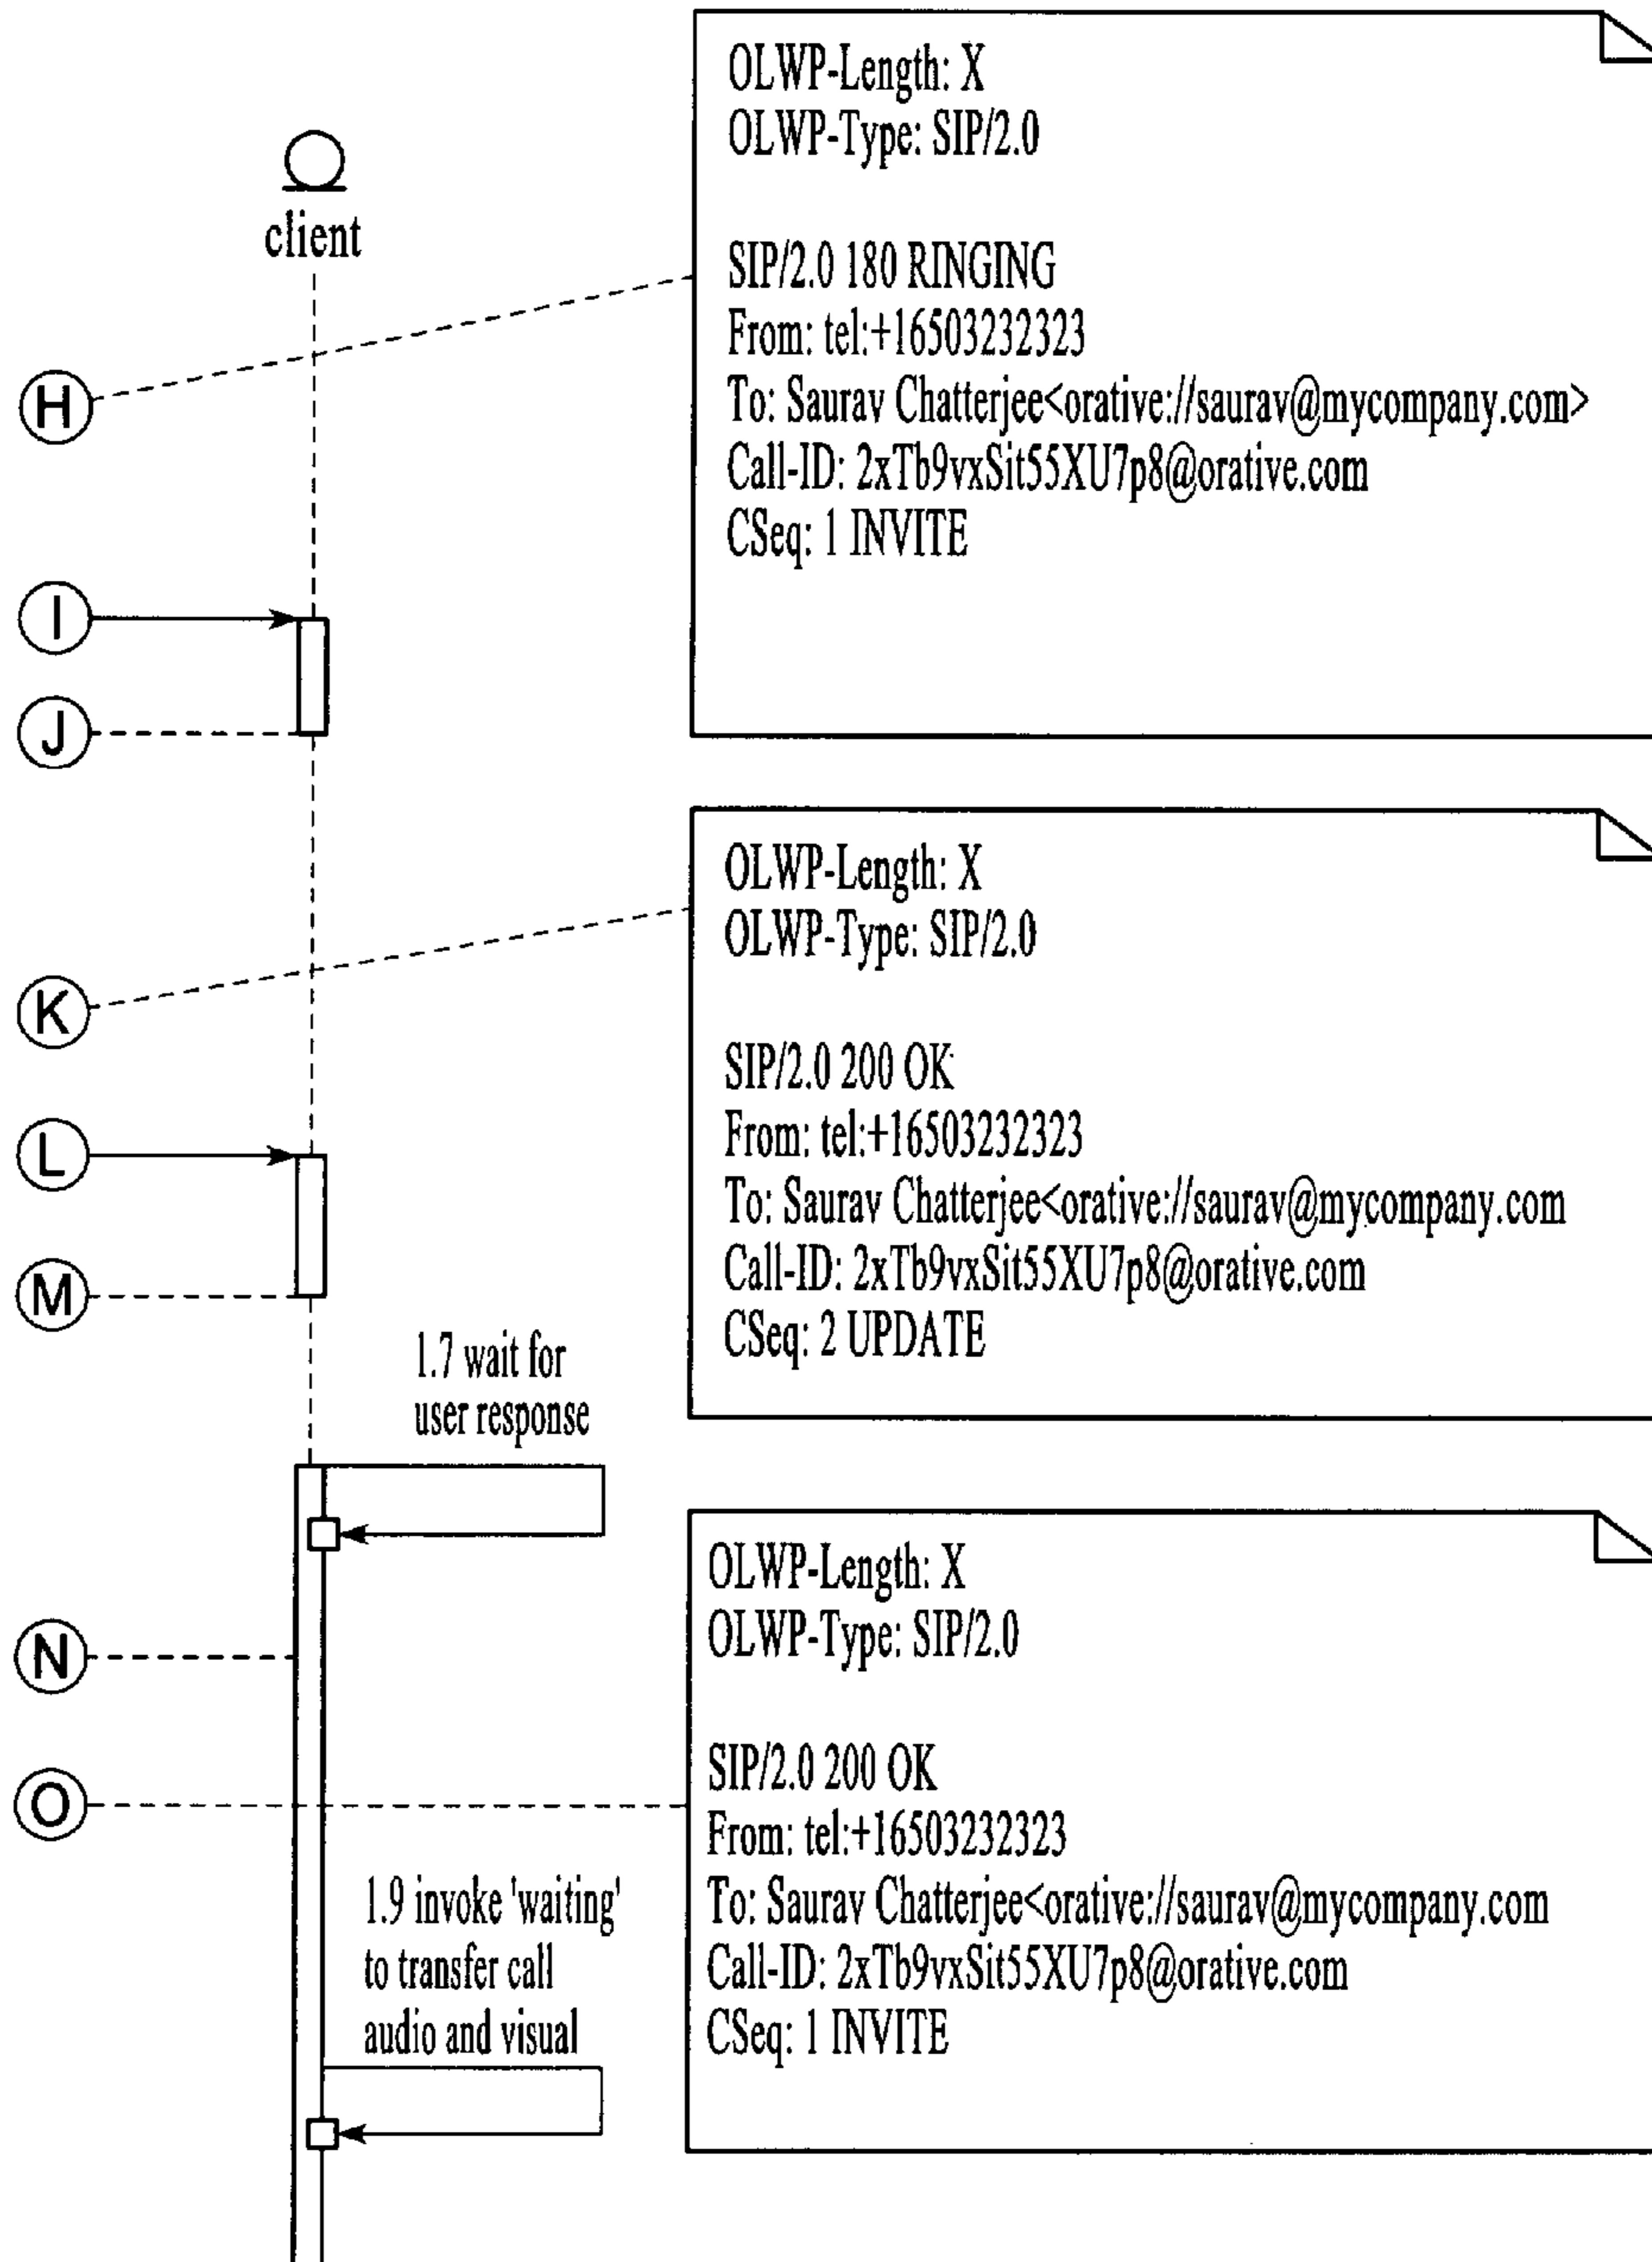 OLWP-Length: X
OLWP-Type: SIP/2.0
client
SIP/2.0 180 RINGING
From: tel:+16503232323
H
To: Saurav Chatterjee<orative://saurav@mycompany.com>
Call-ID: 2xTb9vxSit55XU7p8@orative.com
CSeq: 1 INVITE
I
J
OLWP-Length: X
OLWP-Type: SIP/2.0
K
SIP/2.0 200 OK
From: tel:+16503232323
L
To: Saurav Chatterjee<orative://saurav@mycompany.com
Call-ID: 2xTb9vxSit55XU7p8@orative.com
CSeq: 2 UPDATE
M
1.7 wait for
user response
OLWP-Length: X
OLWP-Type: SIP/2.0
N
SIP/2.0 200 OK
From: tel:+16503232323
O
To: Saurav Chatterjee<orative://saurav@mycompany.com
Call-ID: 2xTb9vxSit55XU7p8@orative.com
CSeq: 1 INVITE
1.9 invoke 'waiting'
to transfer call
audio and visual